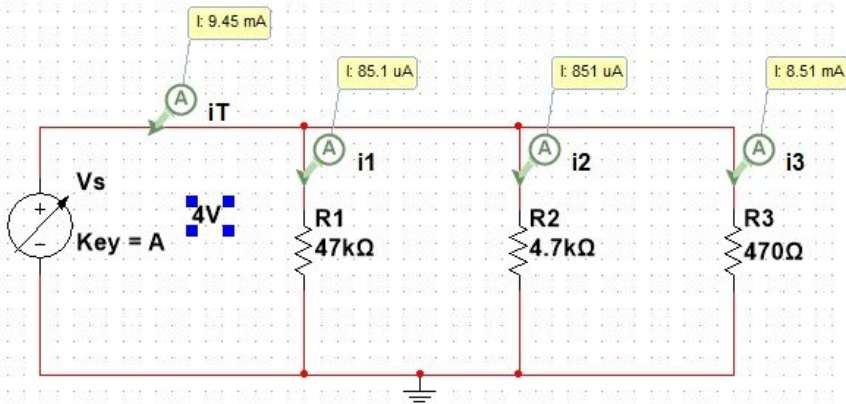 I: 9.45 mA
I: 85.1 uA
I: 851 uA
I: 8.51 mA
A
iT
A
i1
A
i2
A
i3
Vs
4V
+
−
Key = A
R1
47kΩ
R2
4.7kΩ
R3
470Ω